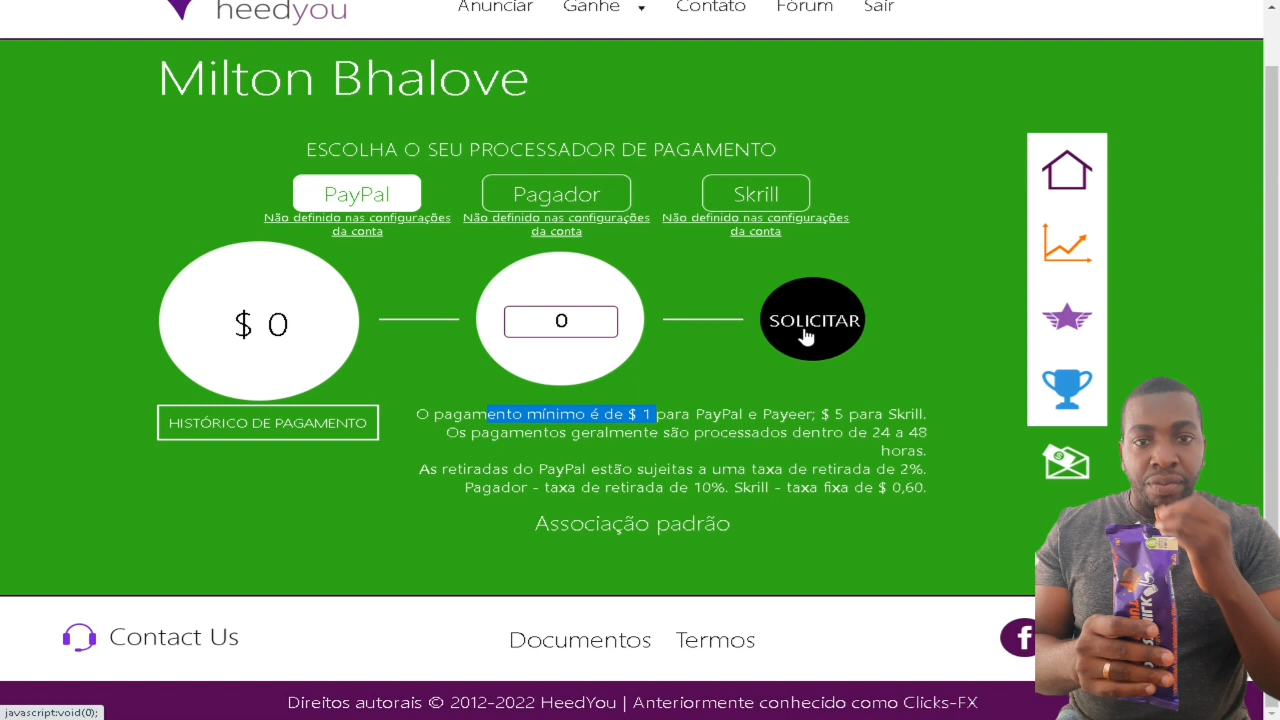 heedyou
Anunciar Ganhe Contato Fórum Sair
Milton Bhalove
ESCOLHA O SEU PROCESSADOR DE PAGAMENTO
PayPal Pagador Skrill
Não definido nas configurações da conta
Não definido nas configurações da conta
Não definido nas configurações da conta
$ 0
0
SOLICITAR
HISTÓRICO DE PAGAMENTO
O pagamento mínimo é de $ 1 para PayPal e Payeer; $ 5 para Skrill.
Os pagamentos geralmente são processados dentro de 24 a 48
horas.
As retiradas do PayPal estão sujeitas a uma taxa de retirada de 2%.
Pagador - taxa de retirada de 10%. Skrill - taxa fixa de $ 0,60.
Associação padrão
Contact Us
Documentos Termos
f
Direitos autorais © 2012-2022 HeedYou | Anteriormente conhecido como Clicks-FX
javascript:void(0);